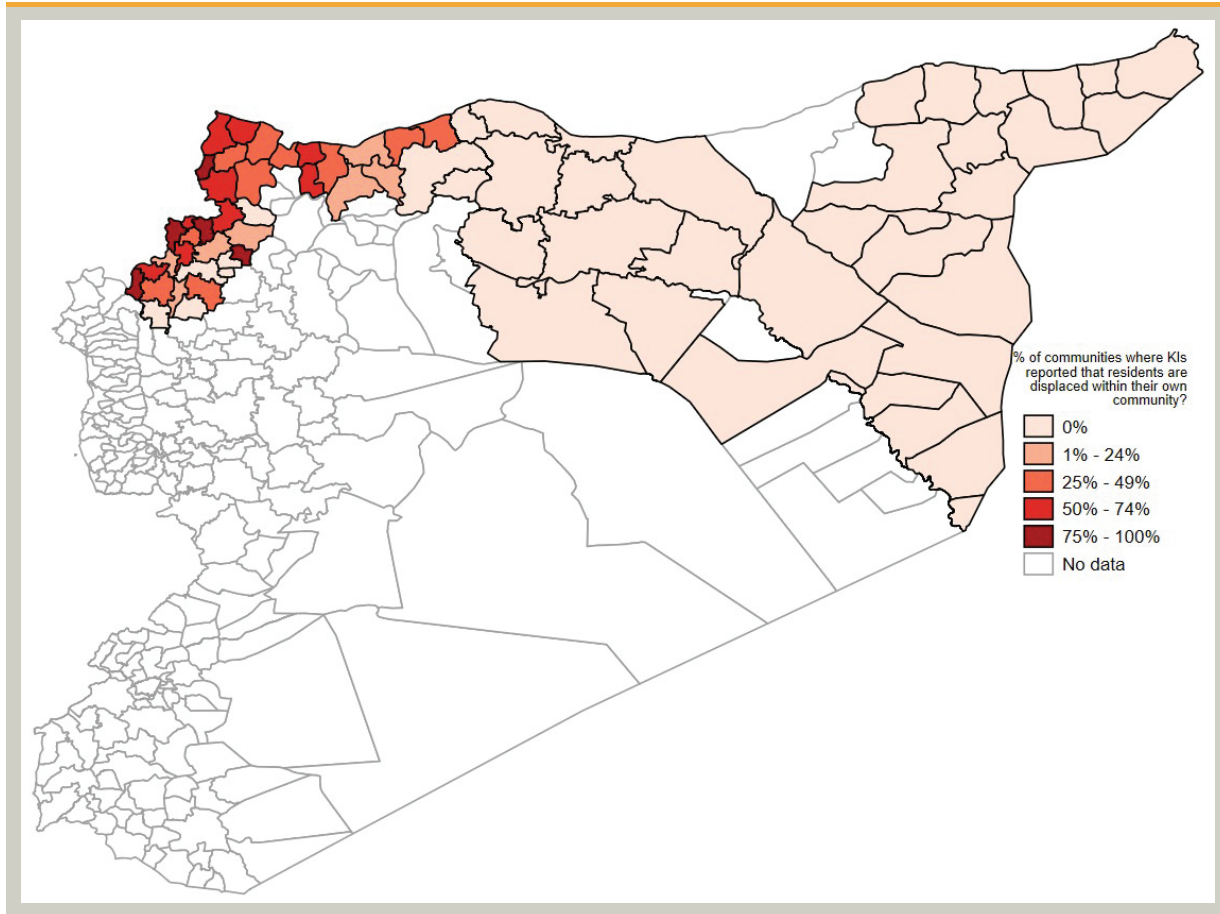 % of communities where KIs
reported that residents are
displaced within their own
community?
0%
1% - 24%
25% - 49%
50% - 74%
75% - 100%
No data